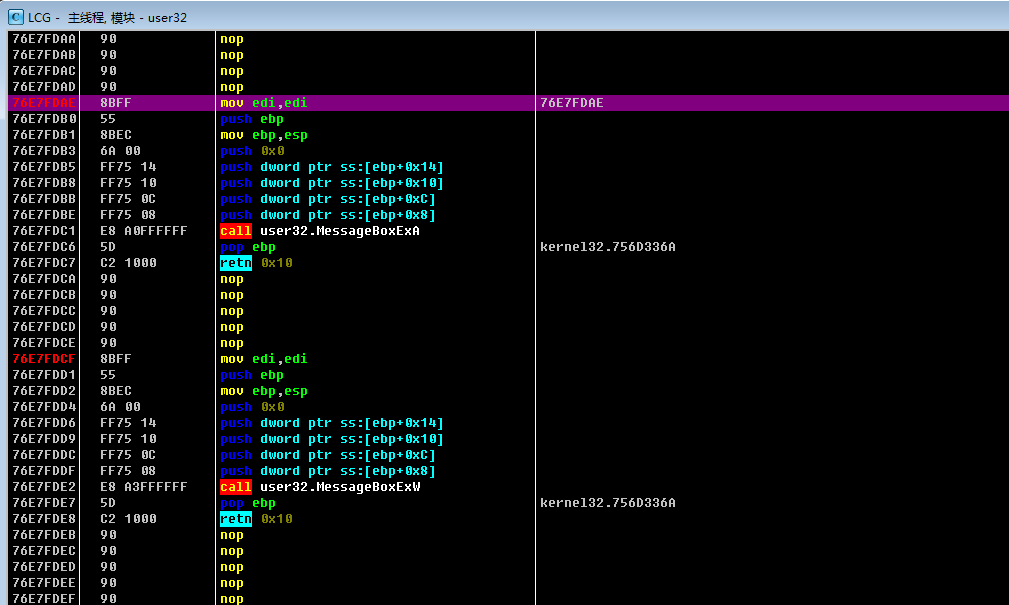 C LCG - 主线程, 模块 - user32
76E7FDAA 90 nop
76E7FDAB 90 nop
76E7FDAC 90 nop
76E7FDAD 90 nop
76E7FDAE 8BFF mov edi,edi 76E7FDAE
76E7FDB0 55 push ebp
76E7FDB1 8BEC mov ebp,esp
76E7FDB3 6A 00 push 0x0
76E7FDB5 FF75 14 push dword ptr ss:[ebp+0x14]
76E7FDB8 FF75 10 push dword ptr ss:[ebp+0x10]
76E7FDBB FF75 0C push dword ptr ss:[ebp+0xC]
76E7FDBE FF75 08 push dword ptr ss:[ebp+0x8]
76E7FDC1 E8 A0FFFFFF call user32.MessageBoxExA
76E7FDC6 5D pop ebp kernel32.756D336A
76E7FDC7 C2 1000 retn 0x10
76E7FDCA 90 nop
76E7FDCB 90 nop
76E7FDCC 90 nop
76E7FDCD 90 nop
76E7FDCE 90 nop
76E7FDCF 8BFF mov edi,edi
76E7FDD1 55 push ebp
76E7FDD2 8BEC mov ebp,esp
76E7FDD4 6A 00 push 0x0
76E7FDD6 FF75 14 push dword ptr ss:[ebp+0x14]
76E7FDD9 FF75 10 push dword ptr ss:[ebp+0x10]
76E7FDDC FF75 0C push dword ptr ss:[ebp+0xC]
76E7FDDF FF75 08 push dword ptr ss:[ebp+0x8]
76E7FDE2 E8 A3FFFFFF call user32.MessageBoxExW
76E7FDE7 5D pop ebp kernel32.756D336A
76E7FDE8 C2 1000 retn 0x10
76E7FDEB 90 nop
76E7FDEC 90 nop
76E7FDED 90 nop
76E7FDEE 90 nop
76E7FDEF 90 nop